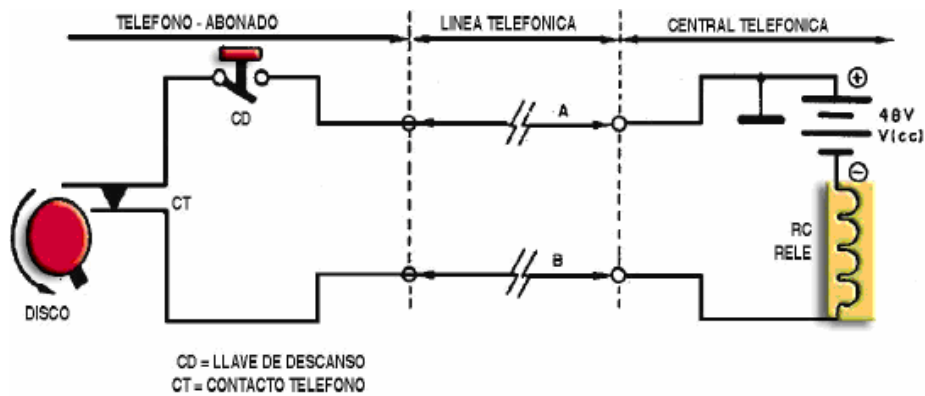 TELEFONO - ABONADO
LINEA TELEFONICA
CENTRAL TELEFONICA
CD
A
+
48V
V(cc)
CT
−
RC
RELE
B
DISCO
CD = LLAVE DE DESCANSO
CT = CONTACTO TELEFONO